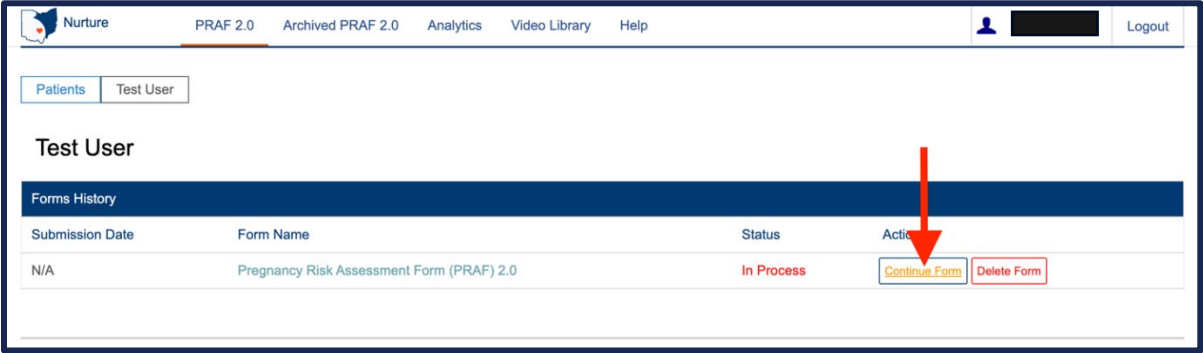 Nurture PRAF 2.0 Archived PRAF 2.0 Analytics Video Library Help Logout
Patients Test User
Test User
Forms History
Submission Date Form Name Status Actio
N/A Pregnancy Risk Assessment Form (PRAF) 2.0 In Process Continue Form Delete Form